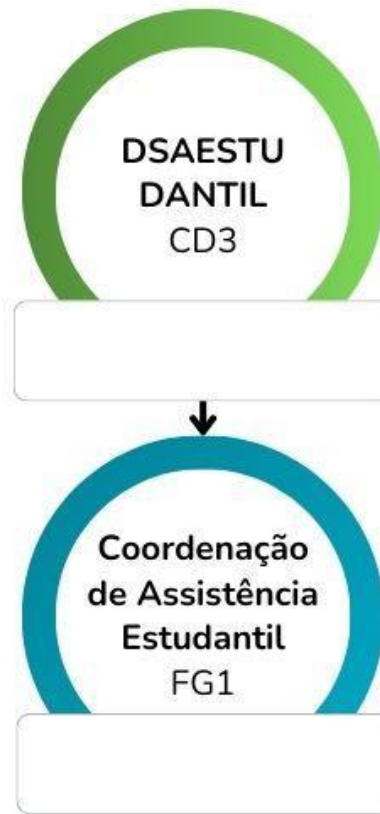 DSAESTU
DANTIL
CD3
Coordenação
de Assistência
Estudantil
FG1